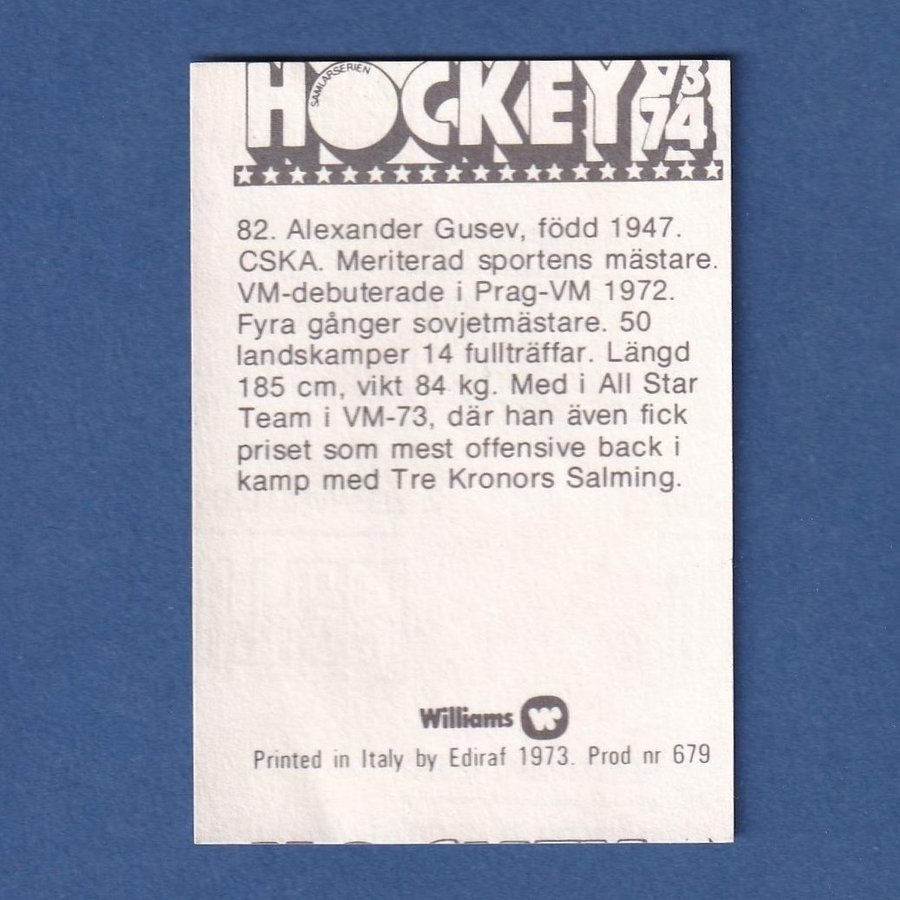 SAMLARSERIEN
HOCKEY 73
74
82. Alexander Gusev, född 1947.
CSKA. Meriterad sportens mästare.
VM-debuterade i Prag-VM 1972.
Fyra gånger sovjetmästare. 50
landskamper 14 fullträffar. Längd
185 cm, vikt 84 kg. Med i All Star
Team i VM-73, där han även fick
priset som mest offensive back i
kamp med Tre Kronors Salming.
Williams
Printed in Italy by Ediraf 1973. Prod nr 679